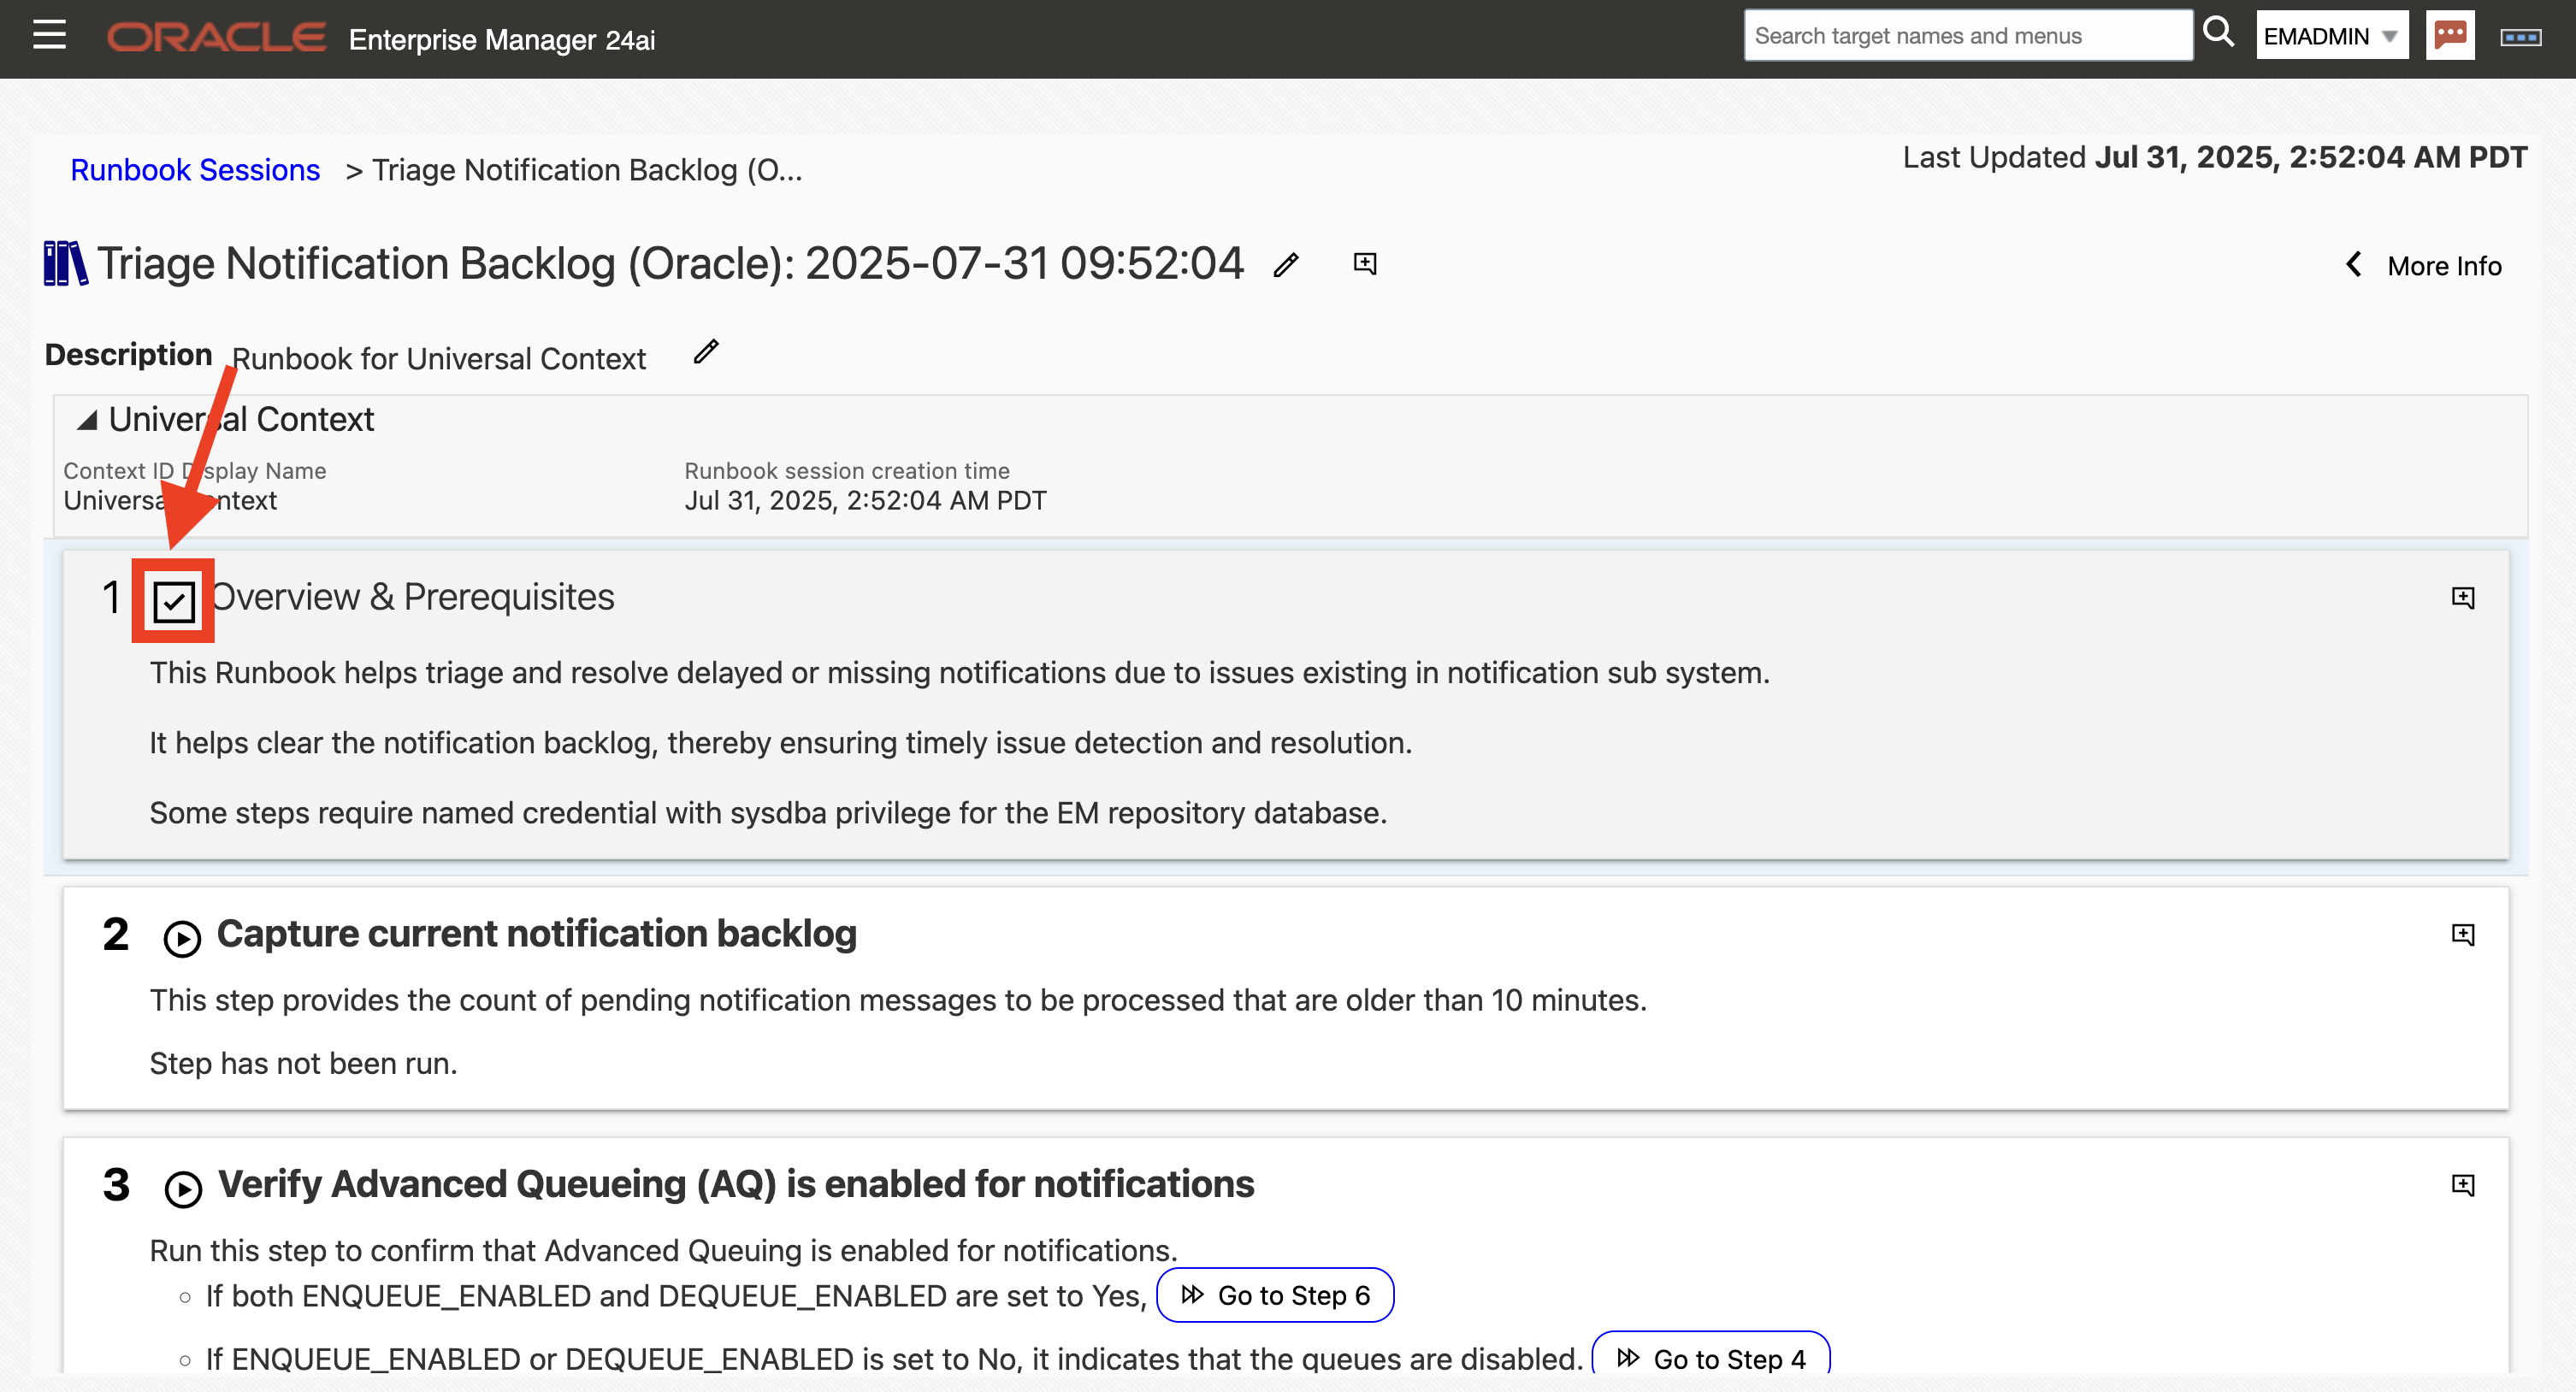 ORACLE Enterprise Manager 24ai
Search target names and menus
EMADMIN
Runbook Sessions > Triage Notification Backlog (O...
Last Updated Jul 31, 2025, 2:52:04 AM PDT
Triage Notification Backlog (Oracle): 2025-07-31 09:52:04
More Info
Description Runbook for Universal Context
Universal Context
Context ID Display Name
Universal Context
Runbook session creation time
Jul 31, 2025, 2:52:04 AM PDT
1 Overview & Prerequisites
This Runbook helps triage and resolve delayed or missing notifications due to issues existing in notification sub system.
It helps clear the notification backlog, thereby ensuring timely issue detection and resolution.
Some steps require named credential with sysdba privilege for the EM repository database.
2 Capture current notification backlog
This step provides the count of pending notification messages to be processed that are older than 10 minutes.
Step has not been run.
3 Verify Advanced Queueing (AQ) is enabled for notifications
Run this step to confirm that Advanced Queuing is enabled for notifications.
If both ENQUEUE_ENABLED and DEQUEUE_ENABLED are set to Yes, Go to Step 6
If ENQUEUE_ENABLED or DEQUEUE_ENABLED is set to No, it indicates that the queues are disabled. Go to Step 4